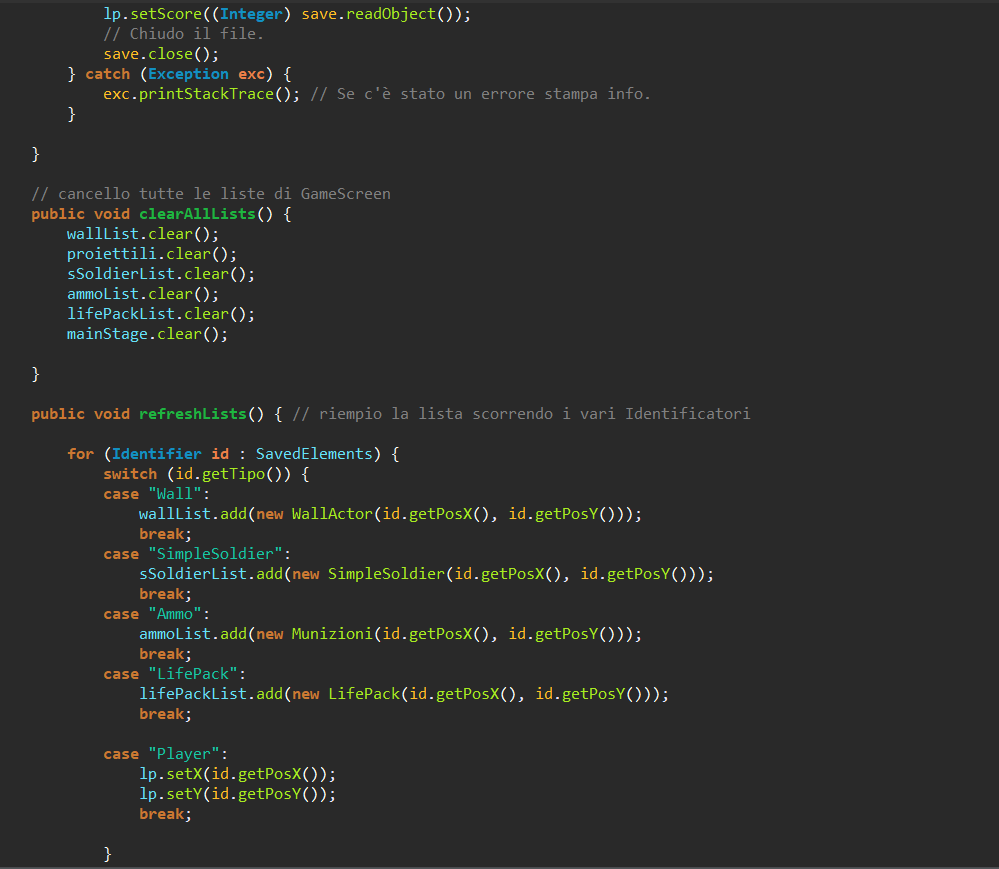 lp.setScore((Integer) save.readObject());
// Chiudo il file.
save.close();
} catch (Exception exc) {
exc.printStackTrace(); // Se c'è stato un errore stampa info.
}
}
// cancello tutte le liste di GameScreen
public void clearAllLists() {
wallList.clear();
proiettili.clear();
sSoldierList.clear();
ammoList.clear();
lifePackList.clear();
mainStage.clear();
}
public void refreshLists() { // riempio la lista scorrendo i vari Identificatori
for (Identifier id : SavedElements) {
switch (id.getTipo()) {
case "Wall":
wallList.add(new WallActor(id.getPosX(), id.getPosY()));
break;
case "SimpleSoldier":
sSoldierList.add(new SimpleSoldier(id.getPosX(), id.getPosY()));
break;
case "Ammo":
ammoList.add(new Munizioni(id.getPosX(), id.getPosY()));
break;
case "LifePack":
lifePackList.add(new LifePack(id.getPosX(), id.getPosY()));
break;
case "Player":
lp.setX(id.getPosX());
lp.setY(id.getPosY());
break;
}